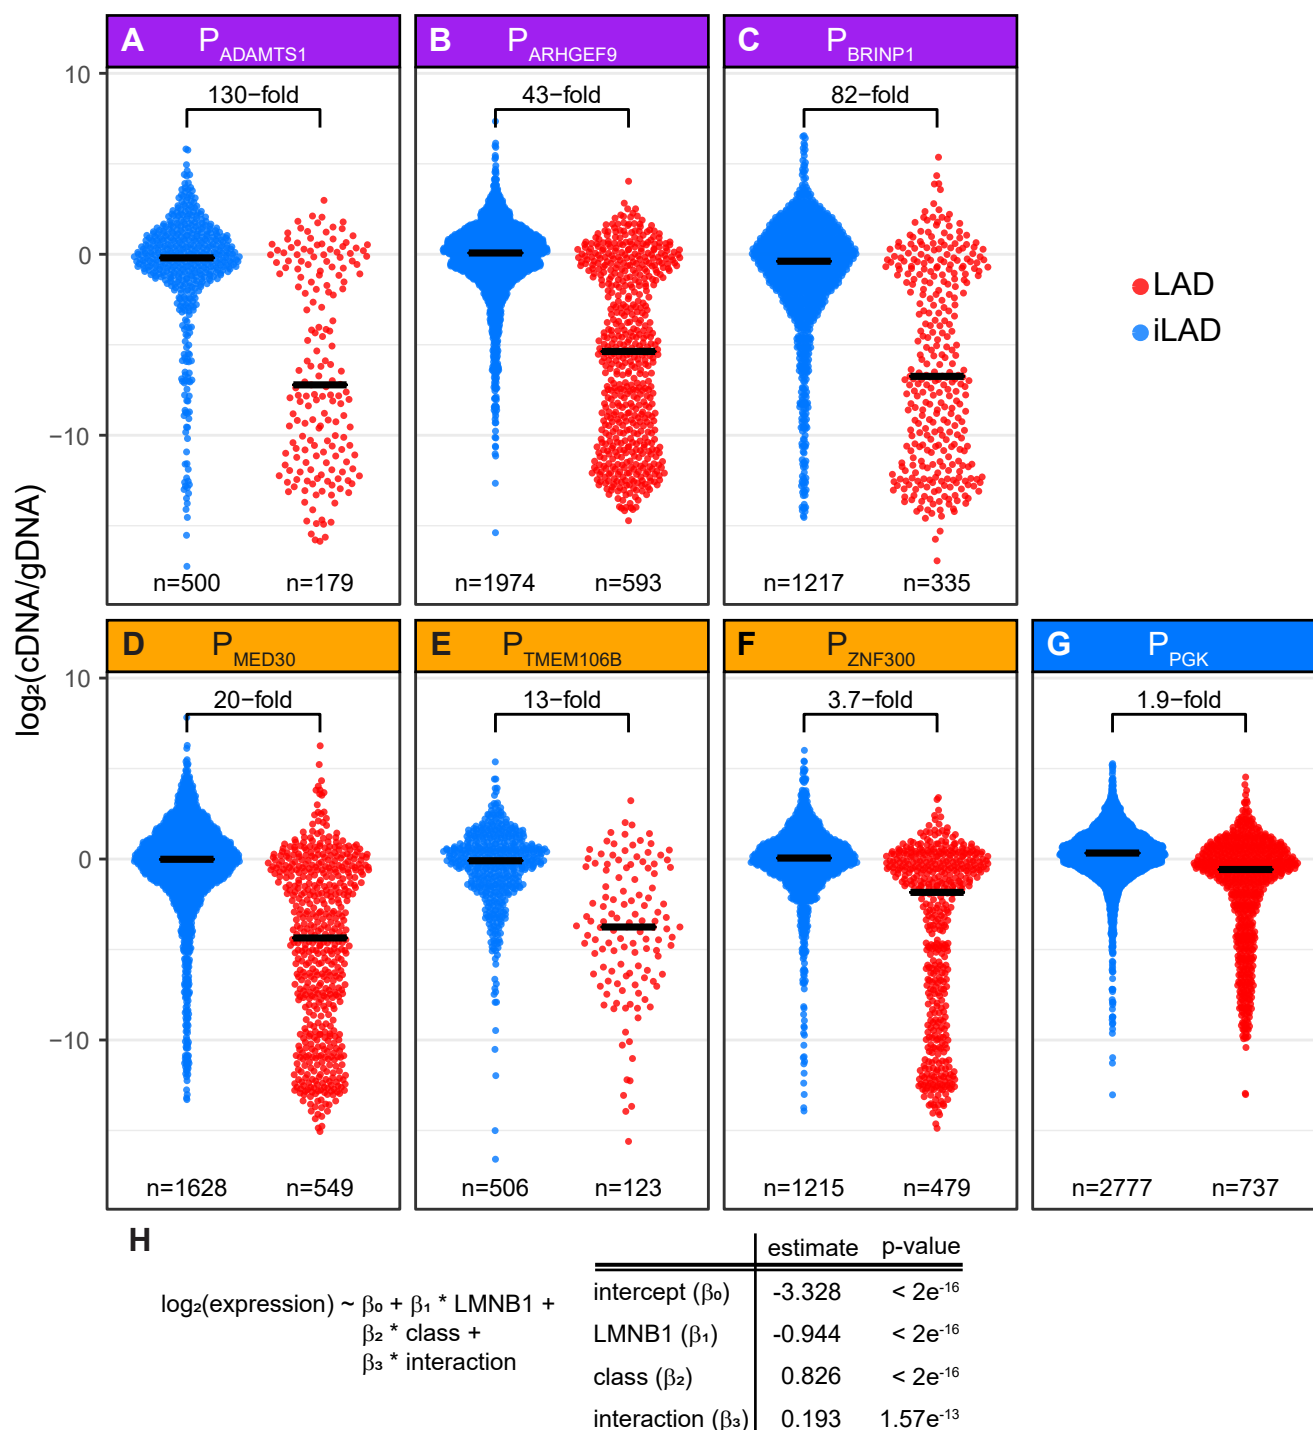 A P ADAMTS1
B P ARHGEF9
C P BRINP1
10
130−fold
43−fold
82−fold
0
LAD
iLAD
−10
log₂(cDNA/gDNA)
n=500 n=179
n=1974 n=593
n=1217 n=335
D P MED30
E P TMEM106B
F P ZNF300
G P PGK
10
20−fold
13−fold
3.7−fold
1.9−fold
0
−10
n=1628 n=549
n=506 n=123
n=1215 n=479
n=2777 n=737
H
log₂(expression) ~ β₀ + β₁ * LMNB1 +
β₂ * class +
β₃ * interaction
estimate p-value
intercept (β₀) -3.328 < 2e⁻¹⁶
LMNB1 (β₁) -0.944 < 2e⁻¹⁶
class (β₂) 0.826 < 2e⁻¹⁶
interaction (β₃) 0.193 1.57e⁻¹³